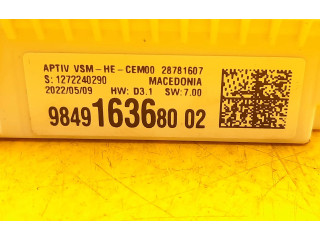 APTIV VSM-HE-CEM00 28781607
S: 1272240290 MACEDONIA
2022/05/09 HW: D3.1 SW: 7.00
9849163680 02